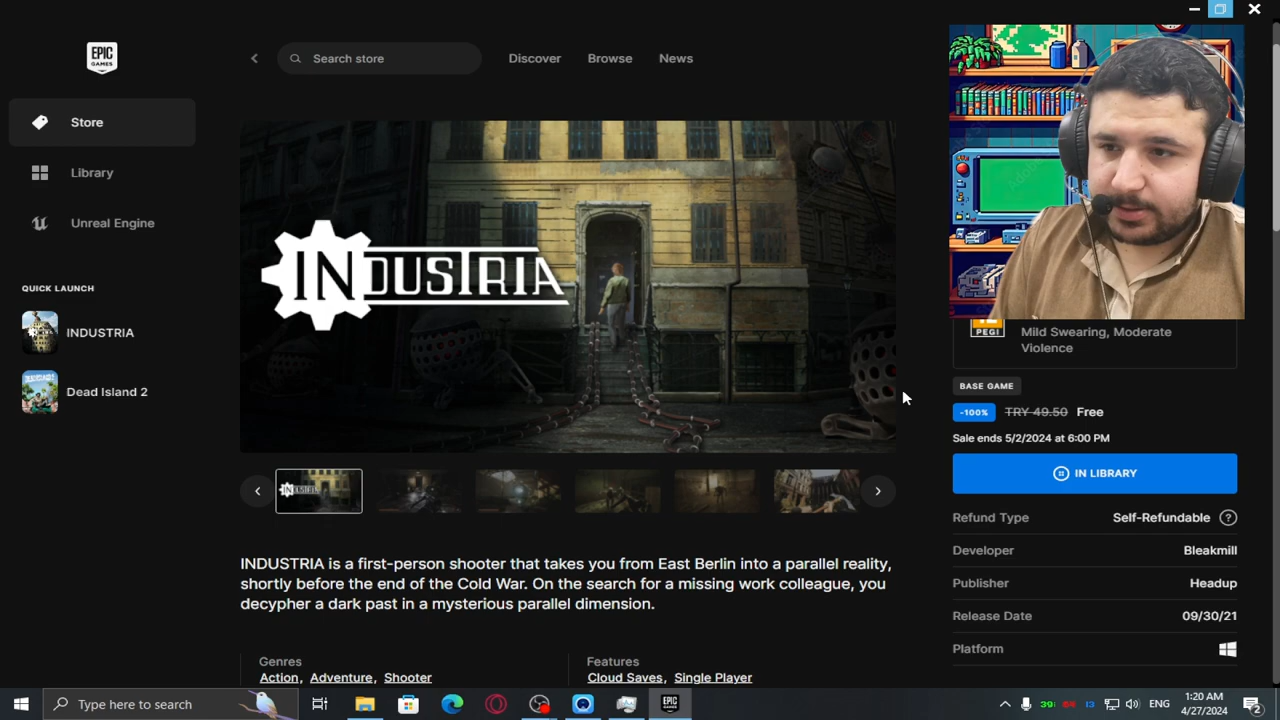 EPIC
GAMES
Search store
Discover
Browse
News
Store
Library
Unreal Engine
QUICK LAUNCH
INDUSTRIA
Dead Island 2
INDUSTRIA
PEGI
Mild Swearing, Moderate
Violence
BASE GAME
-100%
TRY 49.50
Free
Sale ends 5/2/2024 at 6:00 PM
IN LIBRARY
Refund Type
Self-Refundable
Developer
Bleakmill
Publisher
Headup
Release Date
09/30/21
Platform
INDUSTRIA is a first-person shooter that takes you from East Berlin into a parallel reality,
shortly before the end of the Cold War. On the search for a missing work colleague, you
decypher a dark past in a mysterious parallel dimension.
Genres
Action, Adventure, Shooter
Features
Cloud Saves, Single Player
Type here to search
EPIC
ENG
1:20 AM
4/27/2024
2